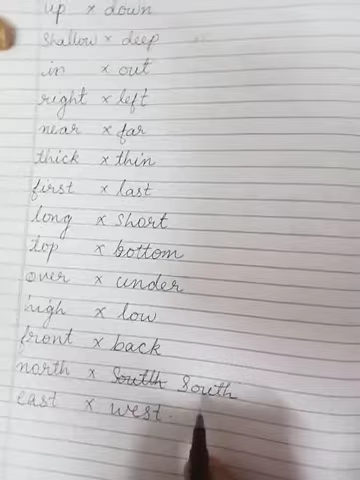 up x down
shallow x deep
in x out
right x left
near x far
thick x thin
first x last
long x short
top x bottom
over x under
high x low
front x back
north x South South
east x west.